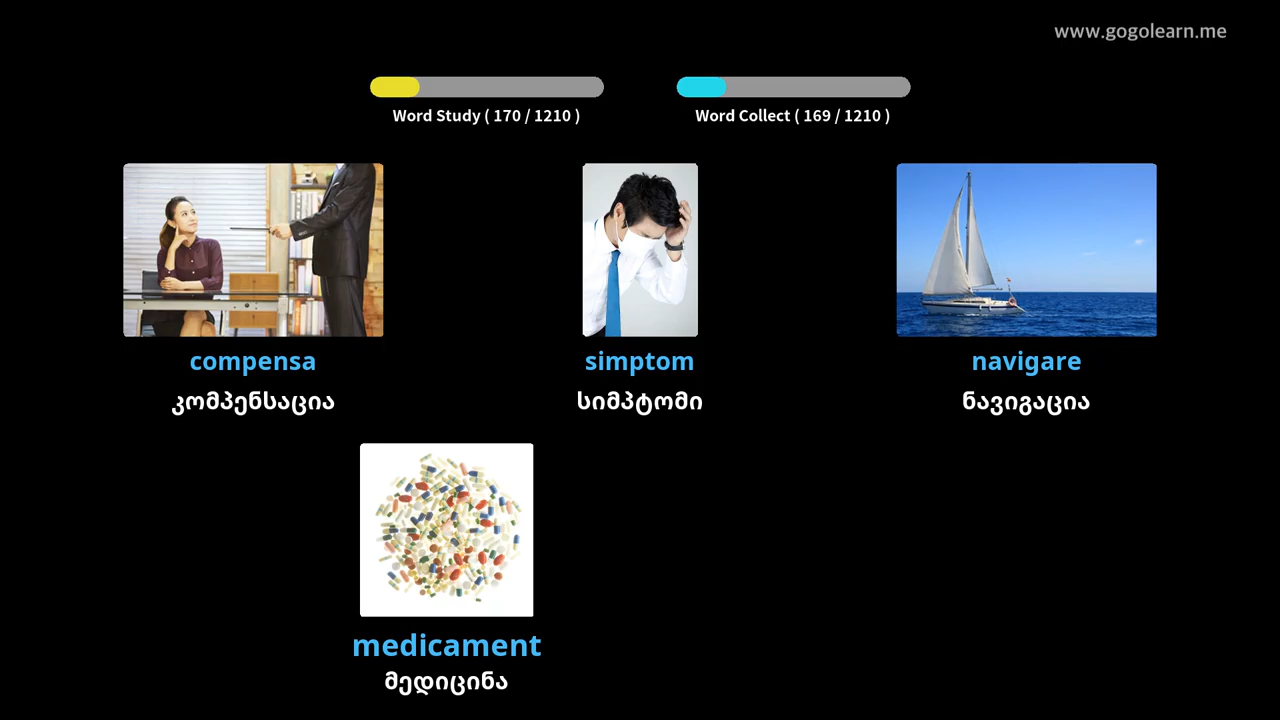 www.gogolearn.me
Word Study ( 170 / 1210 )
Word Collect ( 169 / 1210 )
compensa
simptom
navigare
კომპენსაცია
სიმპტომი
ნავიგაცია
medicament
მედიცინა